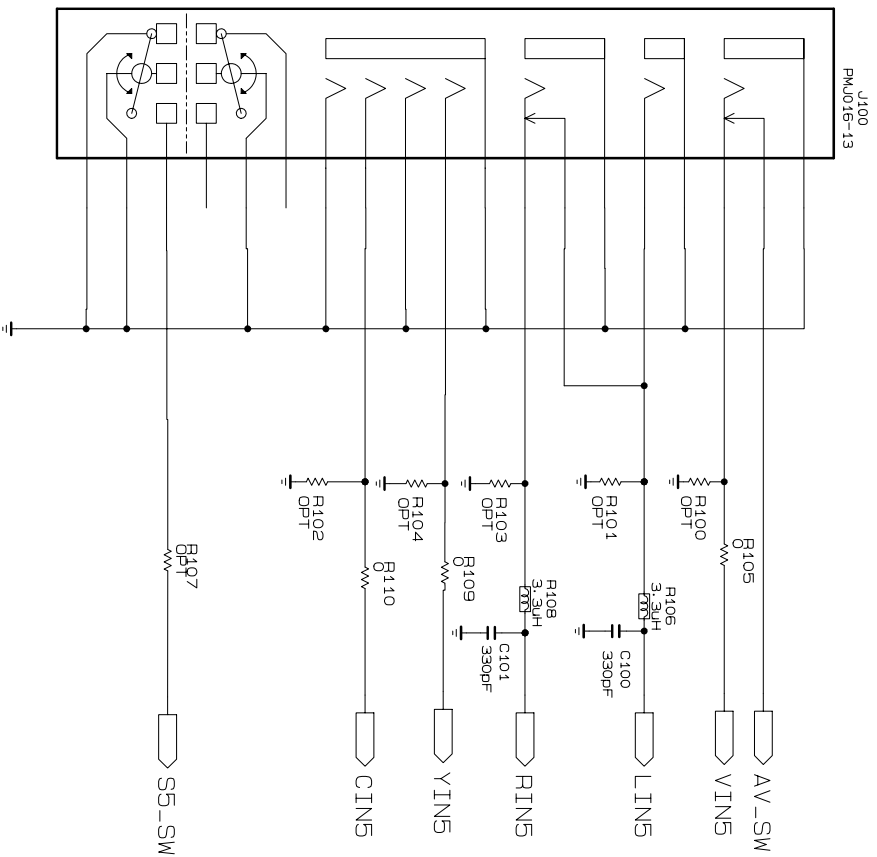 J100
PMJ016-13
R100
OPT
R105
0
R101
OPT
R106
3.3uH
C100
330pF
R103
OPT
R108
3.3uH
C101
330pF
R104
OPT
R109
0
R102
OPT
R110
0
R107
OPT
AV_SW
VIN5
LIN5
RIN5
YIN5
CIN5
S5_SW